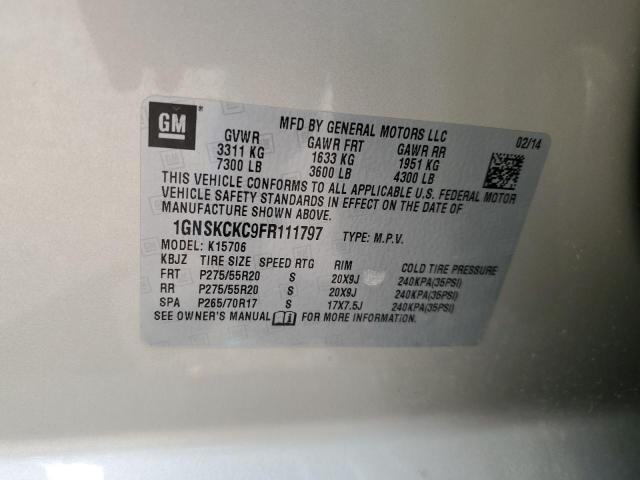 GM
MFD BY GENERAL MOTORS LLC 02/14
GVWR GAWR FRT GAWR RR
3311 KG 1633 KG 1951 KG
7300 LB 3600 LB 4300 LB
THIS VEHICLE CONFORMS TO ALL APPLICABLE U.S. FEDERAL MOTOR
VEHICLE SAFETY STANDARDS IN EFFECT ON THE DATE OF
MANUFACTURE SHOWN ABOVE.
1GNSKCKC9FR111797 TYPE: M.P.V.
MODEL: K15706
KBJZ TIRE SIZE SPEED RTG RIM COLD TIRE PRESSURE
FRT P275/55R20 S 20X9J 240KPA(35PSI)
RR P275/55R20 S 20X9J 240KPA(35PSI)
SPA P265/70R17 S 17X7.5J 240KPA(35PSI)
SEE OWNER'S MANUAL FOR MORE INFORMATION.